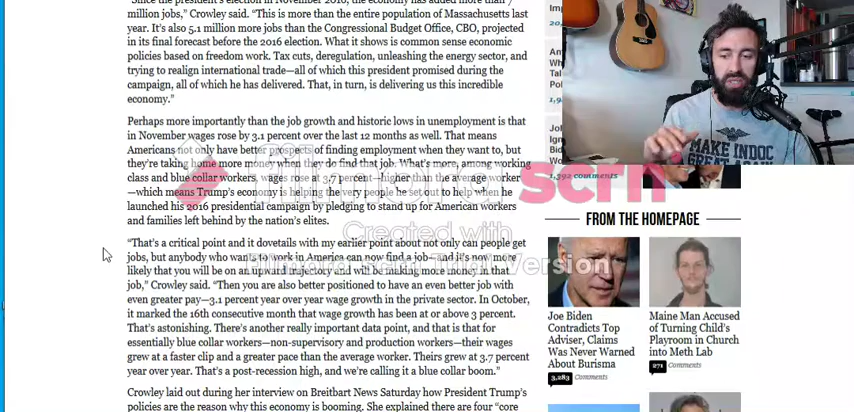 "Since the president's election in November 2016, the economy has added more than 7
million jobs," Crowley said. "This is more than the entire population of Massachusetts last
year. It's also 5.1 million more jobs than the Congressional Budget Office, CBO, projected
in its final forecast before the 2016 election. What it shows is common sense economic
policies based on freedom work. Tax cuts, deregulation, unleashing the energy sector, and
trying to realign international trade—all of which this president promised during the
campaign, all of which he has delivered. That, in turn, is delivering us this incredible
economy."
Perhaps more importantly than the job growth and historic lows in unemployment is that
in November wages rose by 3.1 percent over the last 12 months as well. That means
Americans not only have better prospects of finding employment when they want to, but
they're taking home more money when they do find that job. What's more, among working
class and blue collar workers, wages rose at 3.7 percent—higher than the average worker
—which means Trump's economy is helping the very people he set out to help when he
launched his 2016 presidential campaign by pledging to stand up for American workers
and families left behind by the nation's elites.
"That's a critical point and it dovetails with my earlier point about not only can people get
jobs, but anybody who wants to work in America can now find a job—and it's now more
likely that you will be on an upward trajectory and will be making more money in that
job," Crowley said. "Then you are also better positioned to have an even better job with
even greater pay—3.1 percent year over year wage growth in the private sector. In October,
it marked the 16th consecutive month that wage growth has been at or above 3 percent.
That's astonishing. There's another really important data point, and that is that for
essentially blue collar workers—non-supervisory and production workers—their wages
grew at a faster clip and a greater pace than the average worker. Theirs grew at 3.7 percent
year over year. That's a post-recession high, and we're calling it a blue collar boom."
Crowley laid out during her interview on Breitbart News Saturday how President Trump's
policies are the reason why this economy is booming. She explained there are four "core
scrn
Created with
Version
MAKE INDOC
GREAT AGAIN
1,392 comments
FROM THE HOMEPAGE
Joe Biden
Contradicts Top
Adviser, Claims
Was Never Warned
About Burisma
3,283 Comments
Maine Man Accused
of Turning Child's
Playroom in Church
into Meth Lab
271 Comments